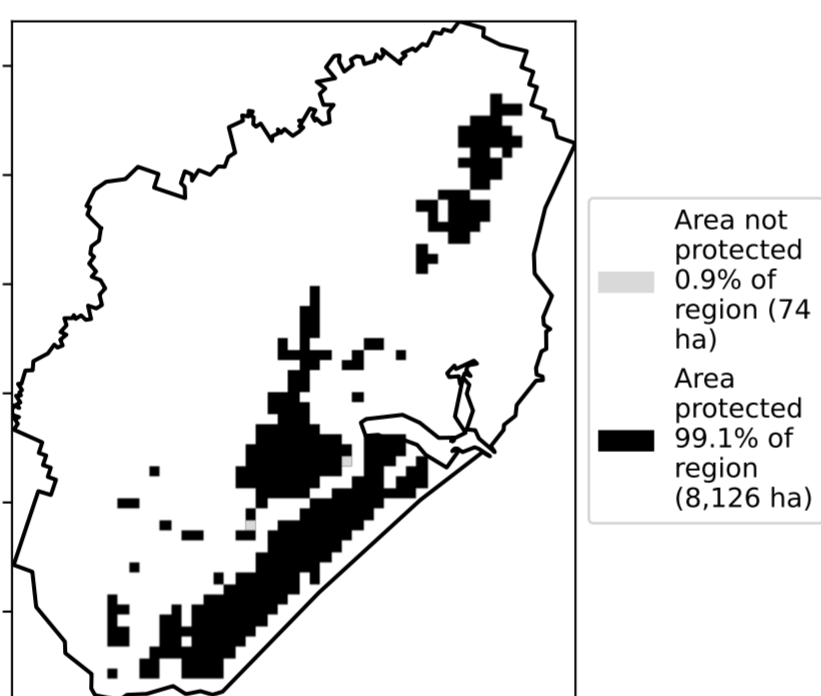 Area not
protected
0.9% of
region (74
ha)
Area
protected
99.1% of
region
(8,126 ha)